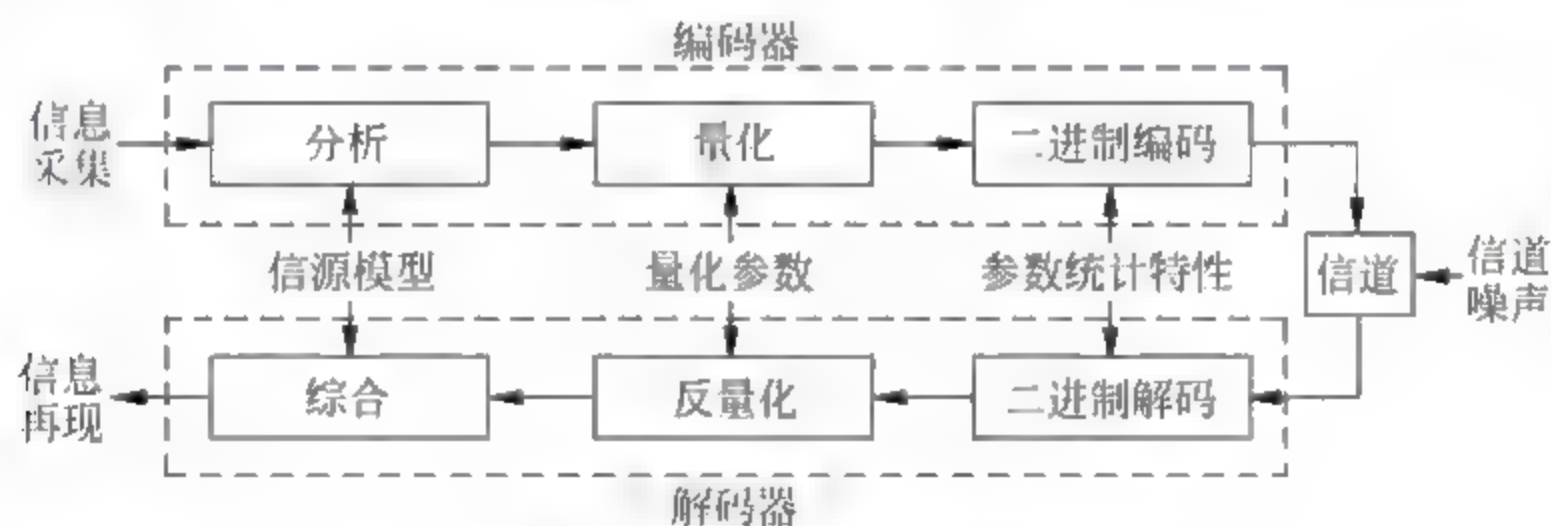 编码器
信息
采集
分析
量化
二进制编码
信源模型
量化参数
参数统计特性
信道
信道
噪声
信息
再现
综合
反量化
二进制解码
解码器